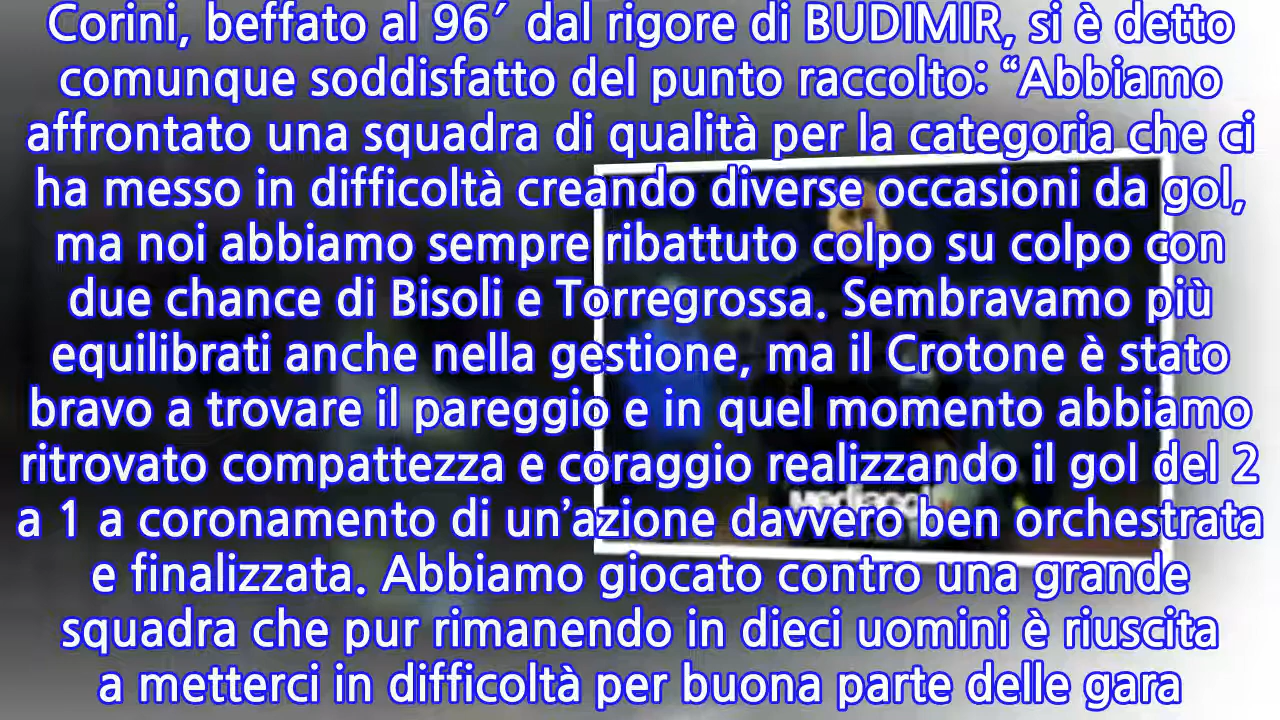 Corini, beffato al 96′ dal rigore di BUDIMIR, si è detto
comunque soddisfatto del punto raccolto: “Abbiamo
affrontato una squadra di qualità per la categoria che ci
ha messo in difficoltà creando diverse occasioni da gol,
ma noi abbiamo sempre ribattuto colpo su colpo con
due chance di Bisoli e Torregrossa. Sembravamo più
equilibrati anche nella gestione, ma il Crotone è stato
bravo a trovare il pareggio e in quel momento abbiamo
ritrovato compattezza e coraggio realizzando il gol del 2
a 1 a coronamento di un’azione davvero ben orchestrata
e finalizzata. Abbiamo giocato contro una grande
squadra che pur rimanendo in dieci uomini è riuscita
a metterci in difficoltà per buona parte delle gara